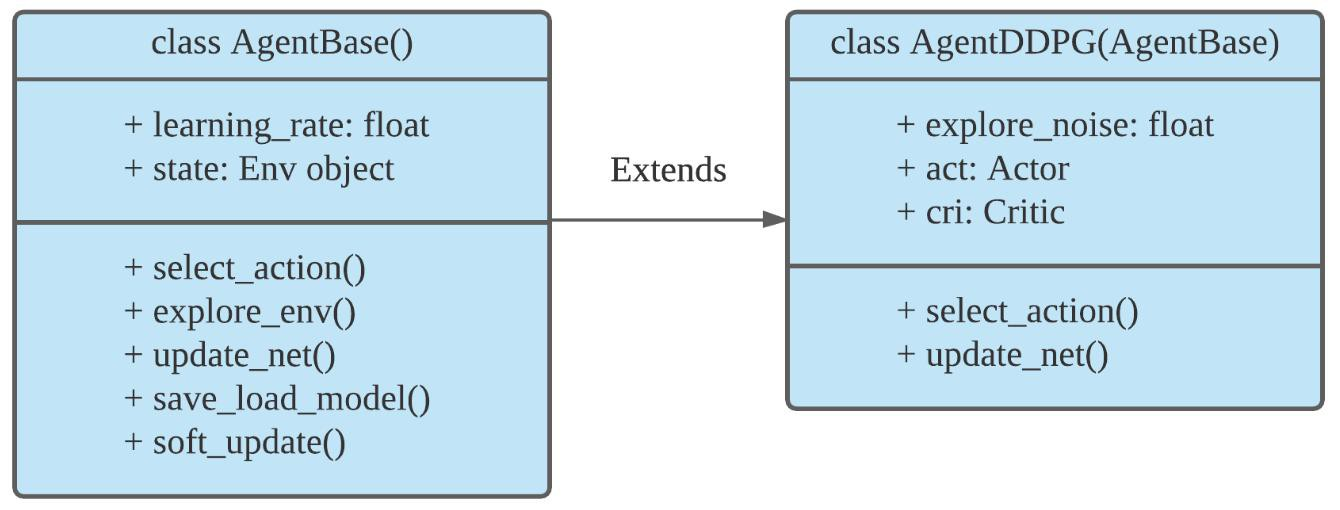 class AgentBase()
+ learning_rate: float
+ state: Env object
+ select_action()
+ explore_env()
+ update_net()
+ save_load_model()
+ soft_update()
Extends
class AgentDDPG(AgentBase)
+ explore_noise: float
+ act: Actor
+ cri: Critic
+ select_action()
+ update_net()